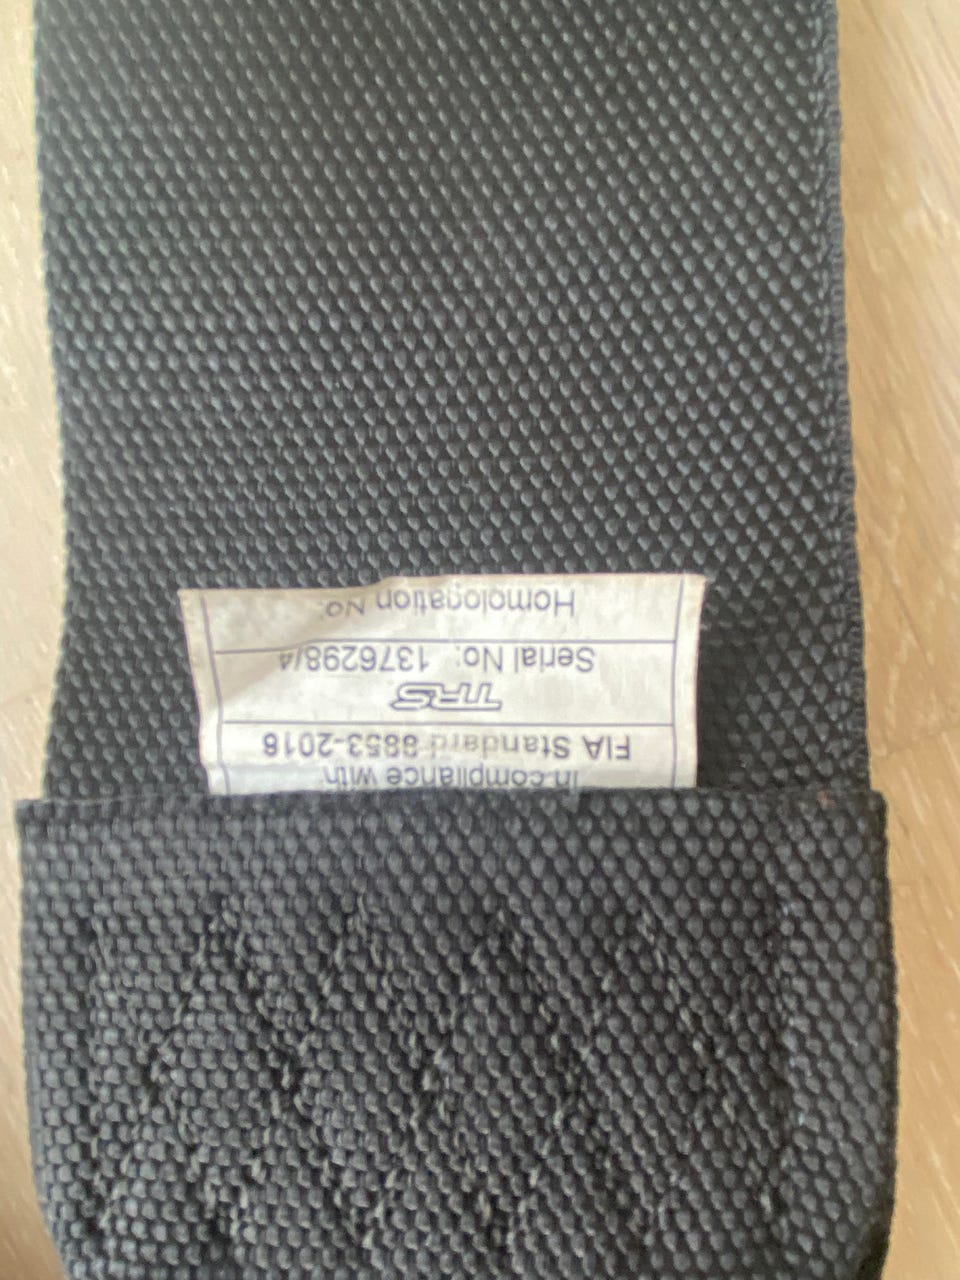 In compliance with
FIA Standard 8853-2016
TRS
Serial No: 1376298/4
Homologation No: